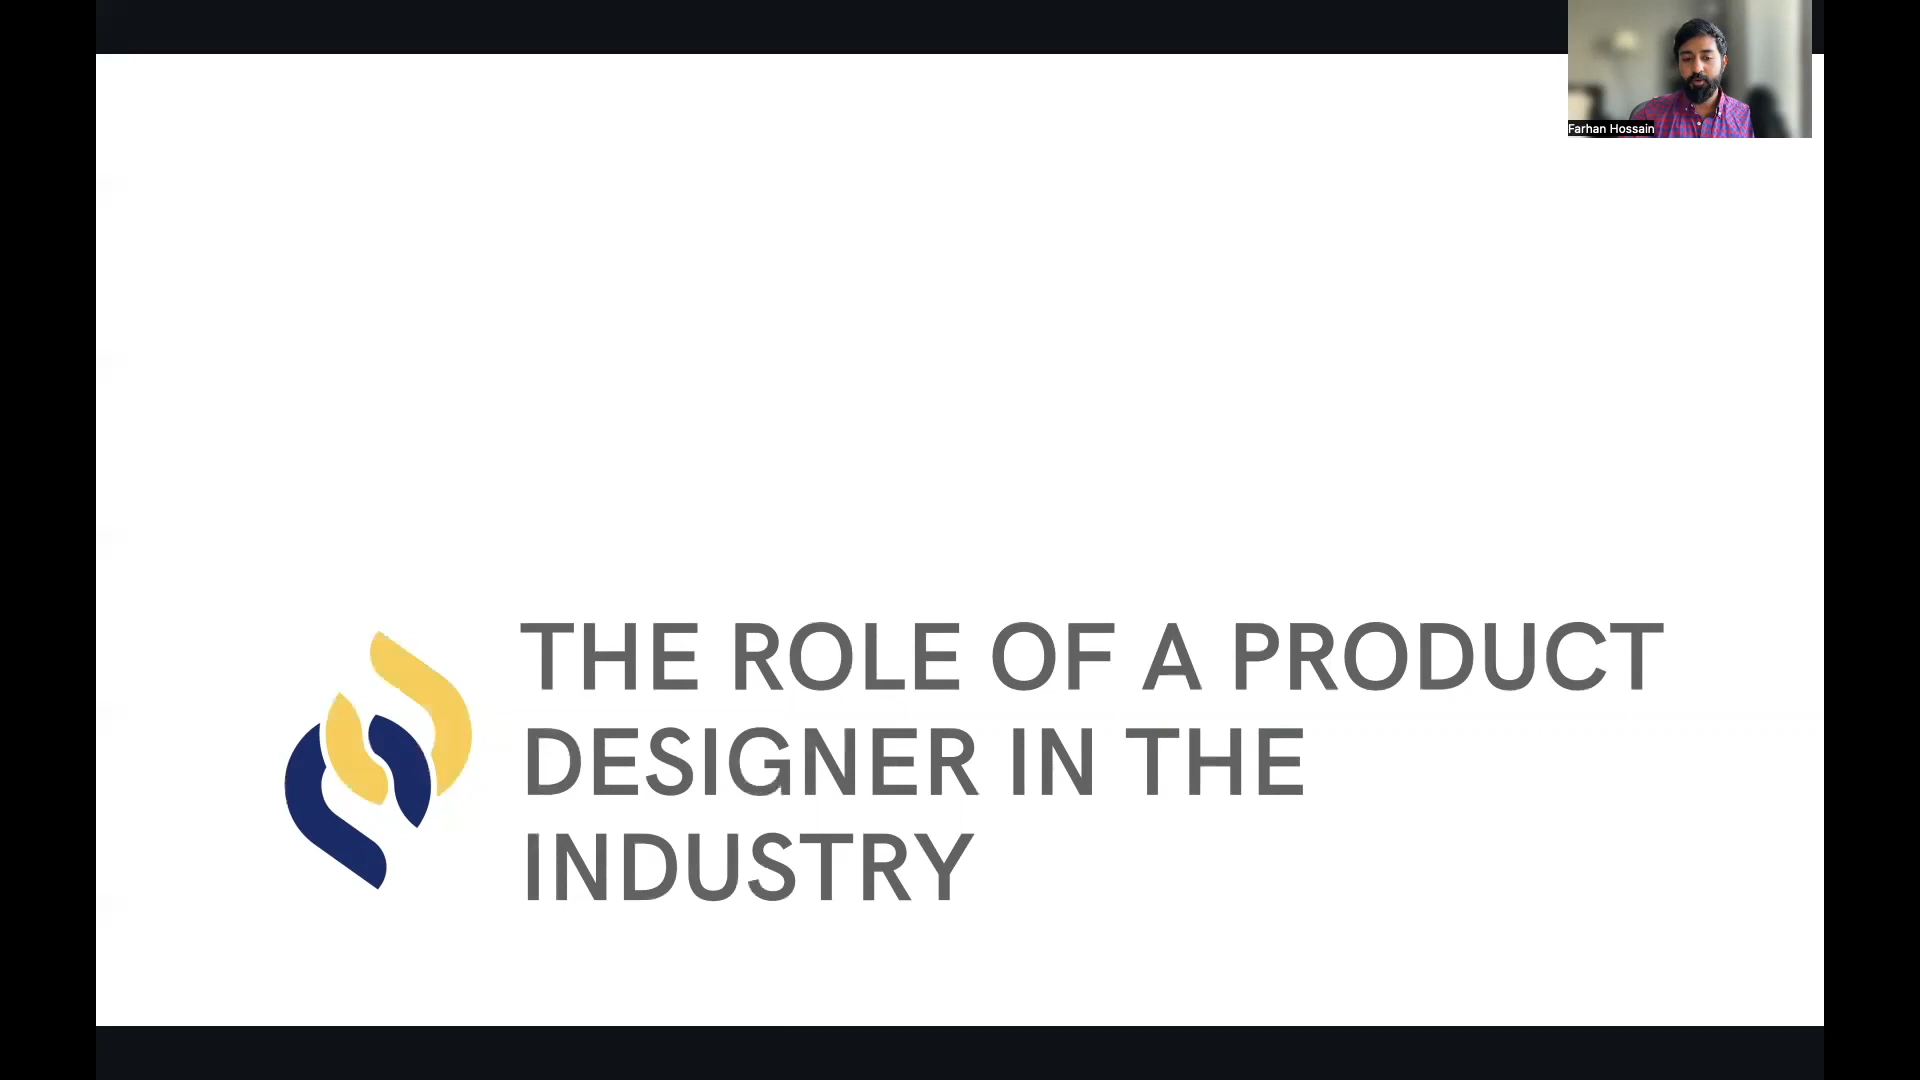 Farhan Hossain
THE ROLE OF A PRODUCT
DESIGNER IN THE
INDUSTRY